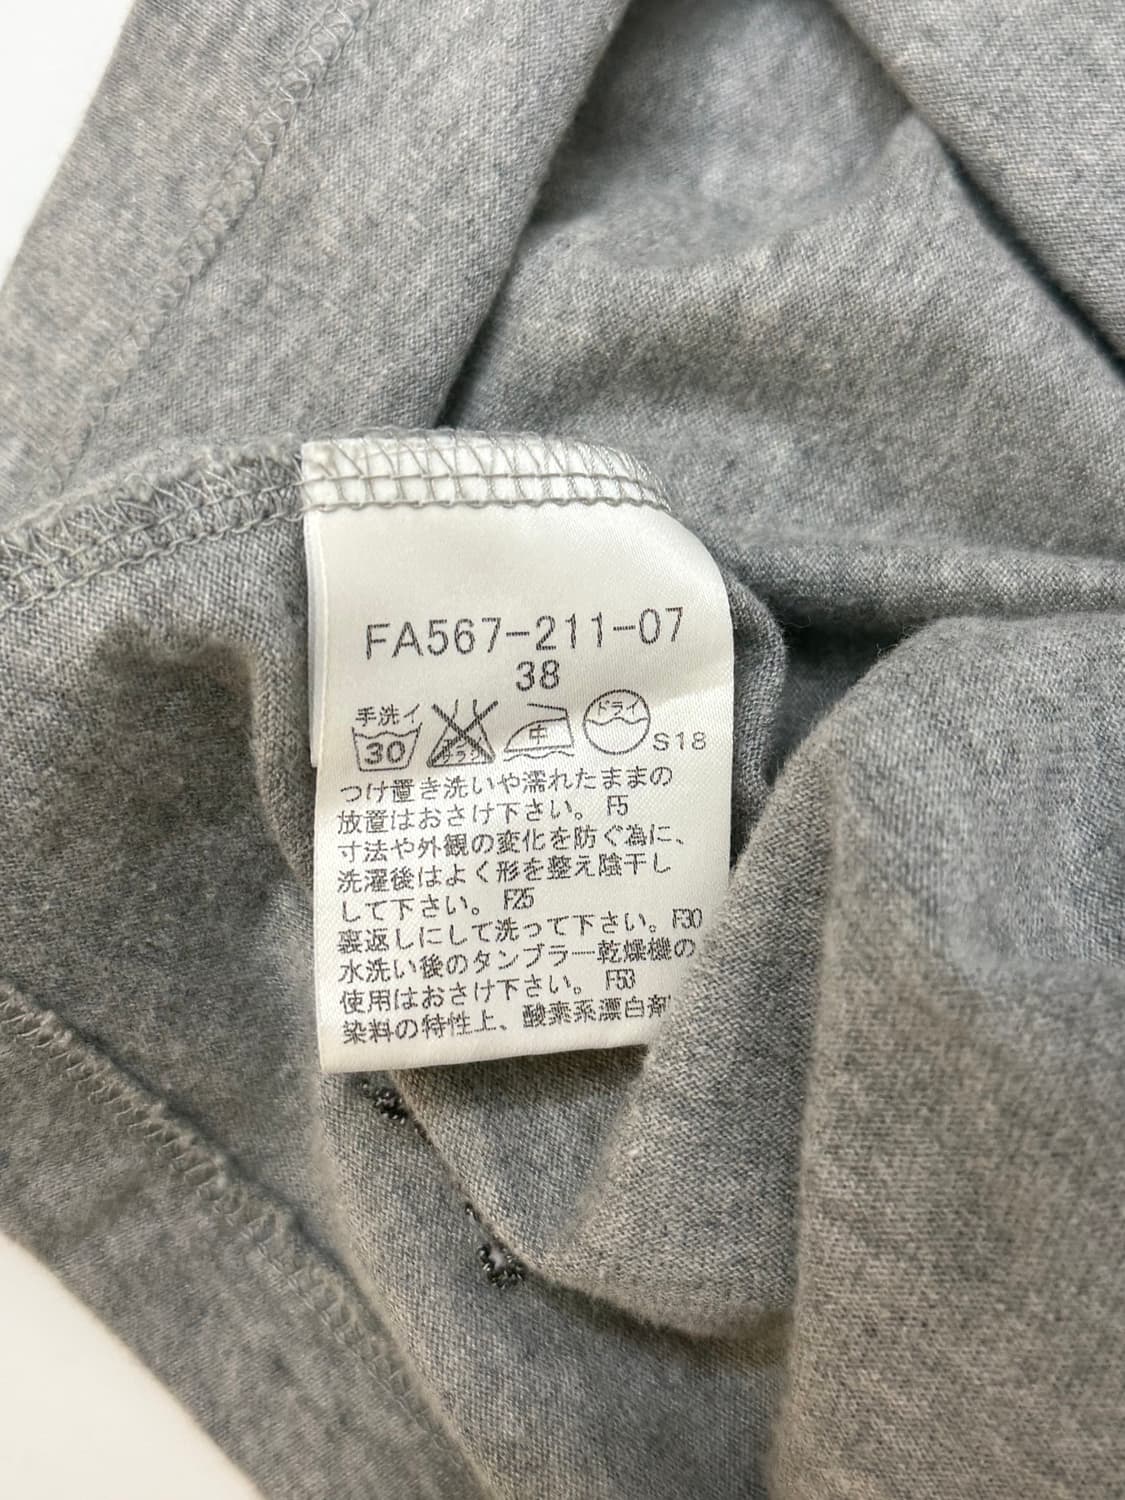 FA567-211-07
38
手洗イ
30
中
ドライ
S18
つけ置き洗いや濡れたままの
放置はおさけ下さい。 F5
寸法や外観の変化を防ぐ為に、
洗濯後はよく形を整え陰干し
して下さい。 F25
裏返しにして洗って下さい。F30
水洗い後のタンブラー乾燥機の
使用はおさけ下さい。 F53
染料の特性上、酸素系漂白剤